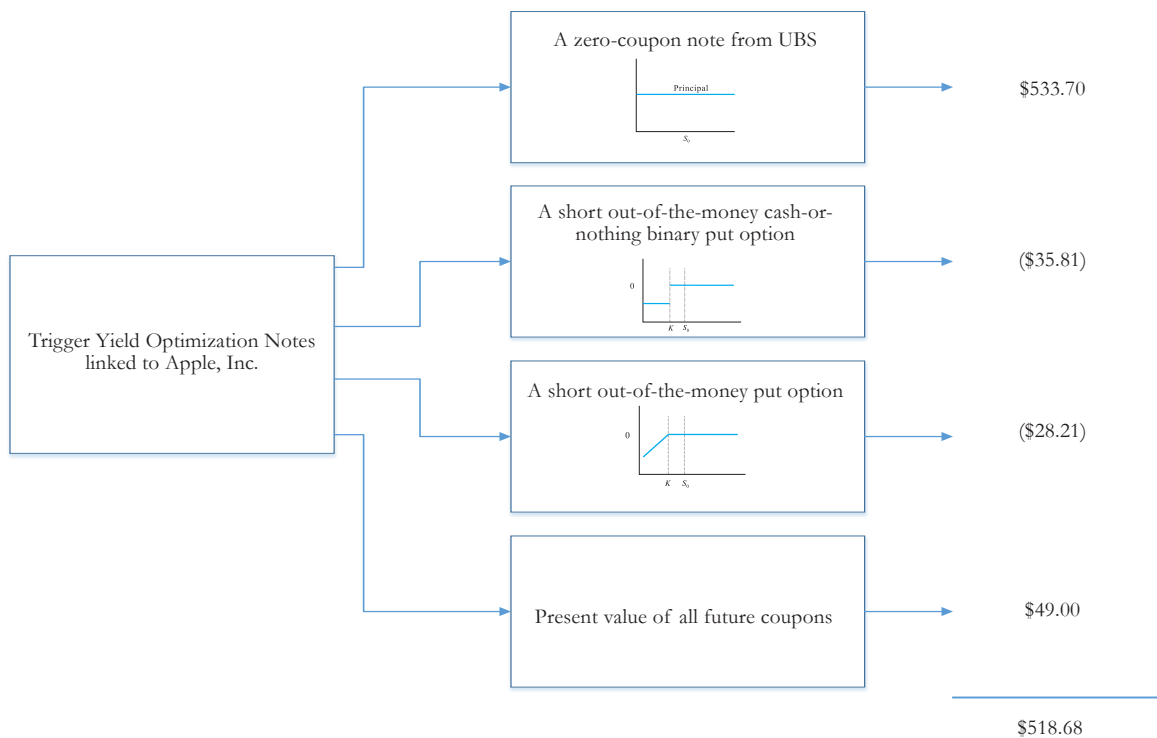 A zero-coupon note from UBS
Principal
S0
$533.70
A short out-of-the-money cash-or-
nothing binary put option
0
K
S0
($35.81)
Trigger Yield Optimization Notes
linked to Apple, Inc.
A short out-of-the-money put option
0
K
S0
($28.21)
Present value of all future coupons
$49.00
$518.68